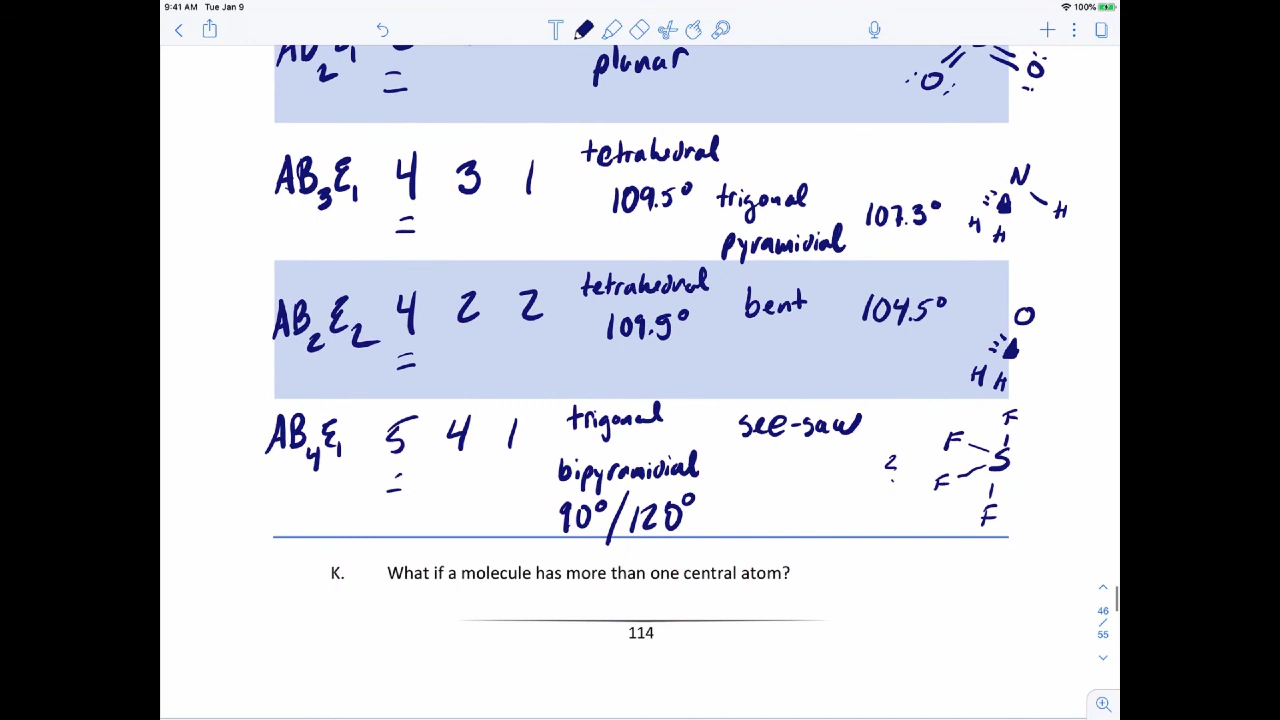 9:41 AM Tue Jan 9
100%
planar
O O
AB3E1 4 3 1 tetrahedral
109.5° trigonal
pyramidial 107.3°
N
H H H
AB2E2 4 2 2 tetrahedral bent 104.5°
109.5°
O
H H
AB4E1 5 4 1 trigonal see-saw
bipyramidial ?
90°/120°
F
F S
F
F
K. What if a molecule has more than one central atom?
114
46
/
55